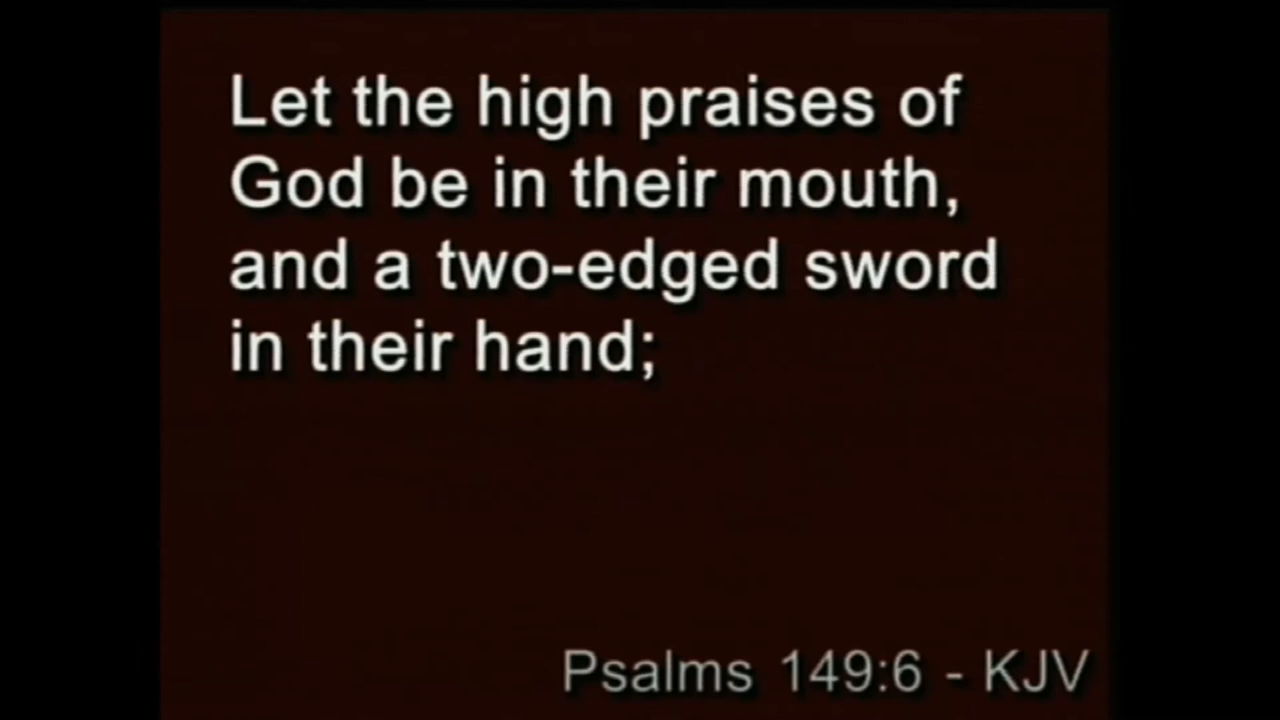 Let the high praises of
God be in their mouth,
and a two-edged sword
in their hand;
Psalms 149:6 - KJV